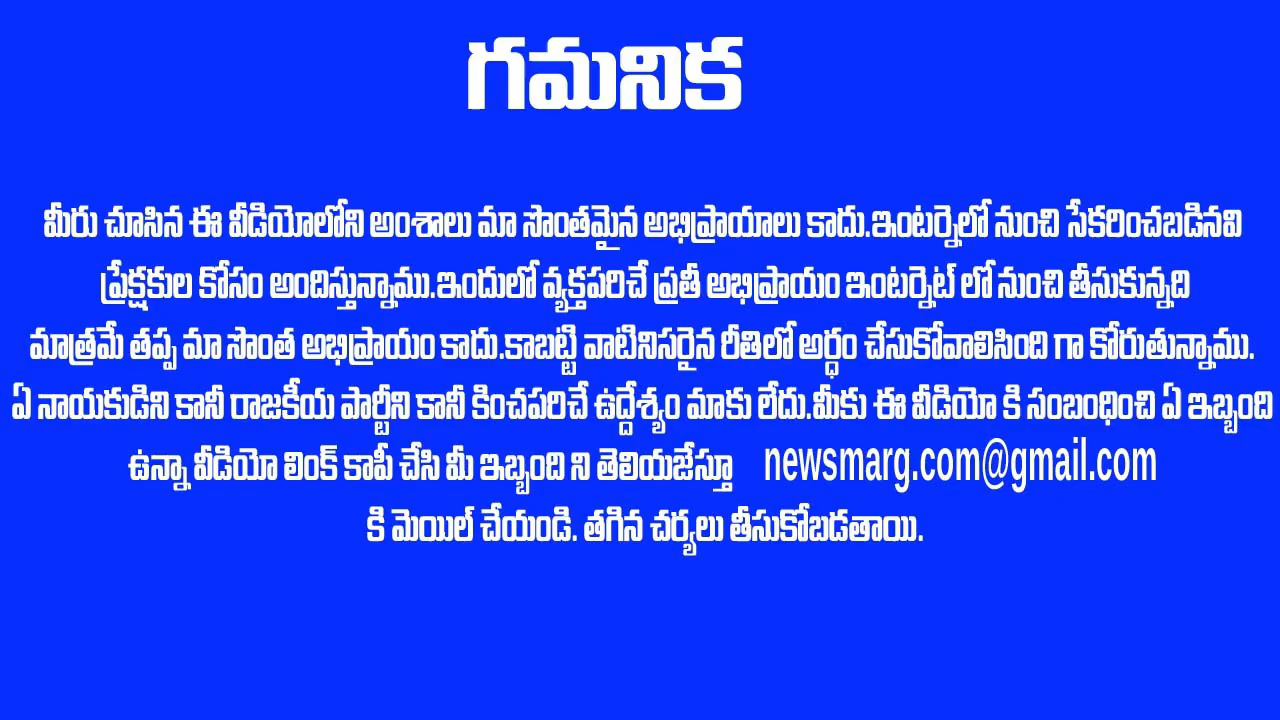 గమనిక
మీరు చూసిన ఈ వీడియోలోని అంశాలు మా సొంతమైన అభిప్రాయాలు కాదు.ఇంటర్నెలో నుంచి సేకరించబడినవి
ప్రేక్షకుల కోసం అందిస్తున్నాము.ఇందులో వ్యక్తపరిచే ప్రతీ అభిప్రాయం ఇంటర్నెట్ లో నుంచి తీసుకున్నది
మాత్రమే తప్ప మా సొంత అభిప్రాయం కాదు.కాబట్టి వాటినిసరైన రీతిలో అర్ధం చేసుకోవాలిసింది గా కోరుతున్నాము.
ఏ నాయకుడిని కానీ రాజకీయ పార్టీని కానీ కించపరిచే ఉద్దేశ్యం మాకు లేదు.మీకు ఈ వీడియో కి సంబంధించి ఏ ఇబ్బంది
ఉన్నా వీడియో లింక్ కాపీ చేసి మీ ఇబ్బంది ని తెలియజేస్తూ newsmarg.com@gmail.com
కి మెయిల్ చేయండి. తగిన చర్యలు తీసుకోబడతాయి.